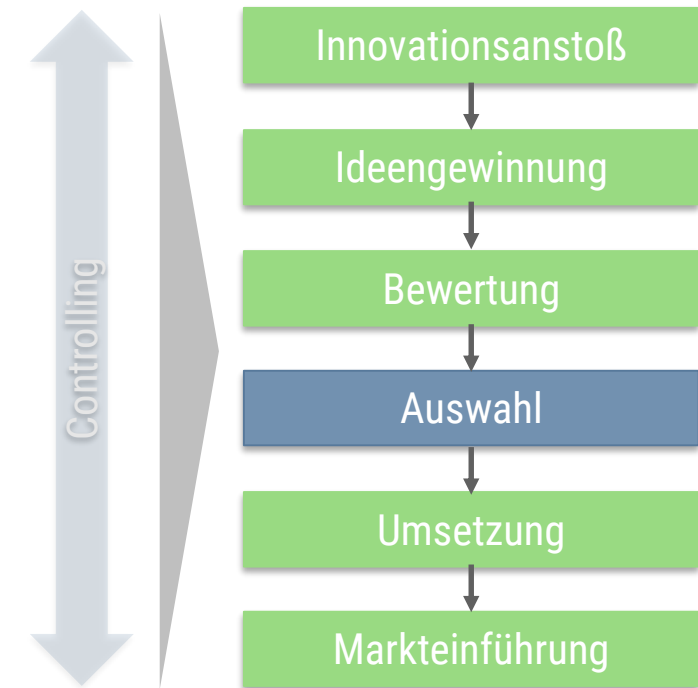 Innovationsanstoß
Ideengewinnung
Bewertung
Auswahl
Umsetzung
Markteinführung
Controlling